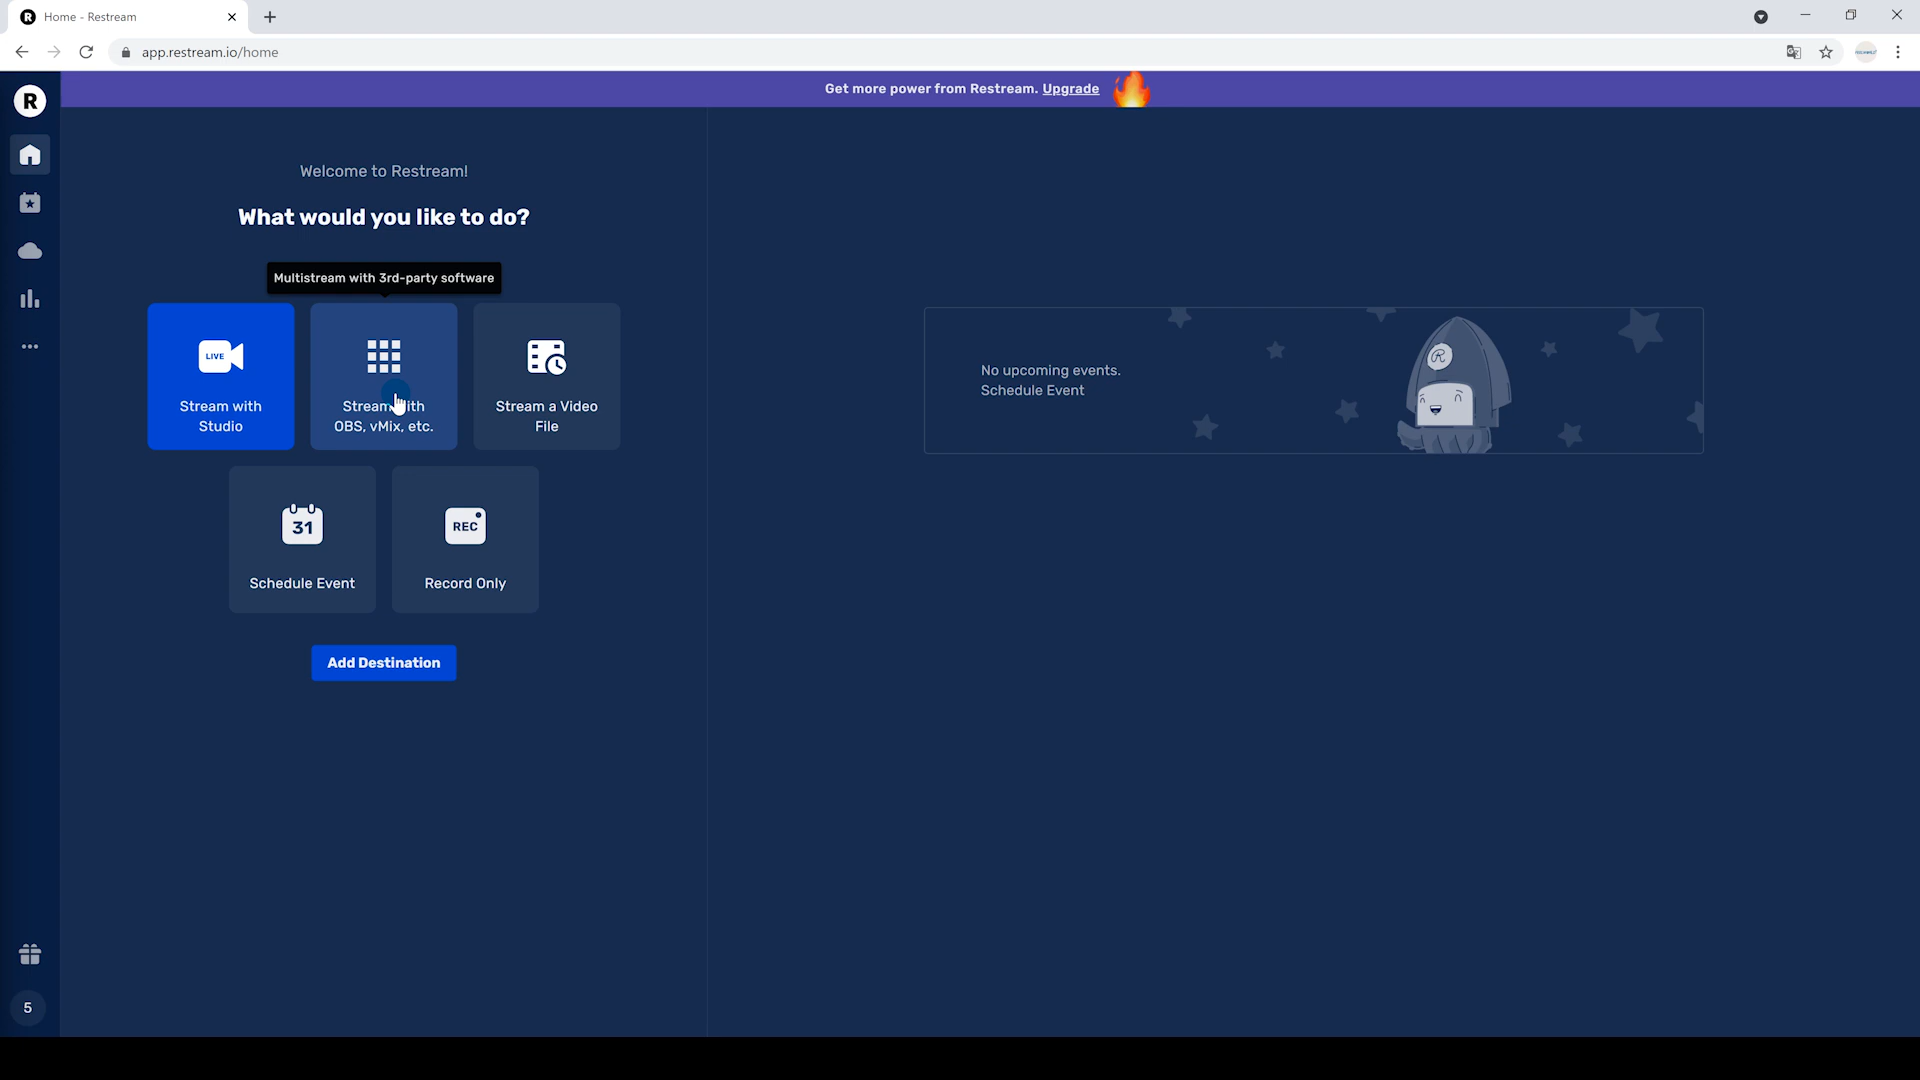 Home - Restream
app.restream.io/home
Get more power from Restream. Upgrade
R
Welcome to Restream!
What would you like to do?
Multistream with 3rd-party software
LIVE
Stream with
Studio
Stream with
OBS, vMix, etc.
Stream a Video
File
No upcoming events.
Schedule Event
R
31
Schedule Event
REC
Record Only
Add Destination
5